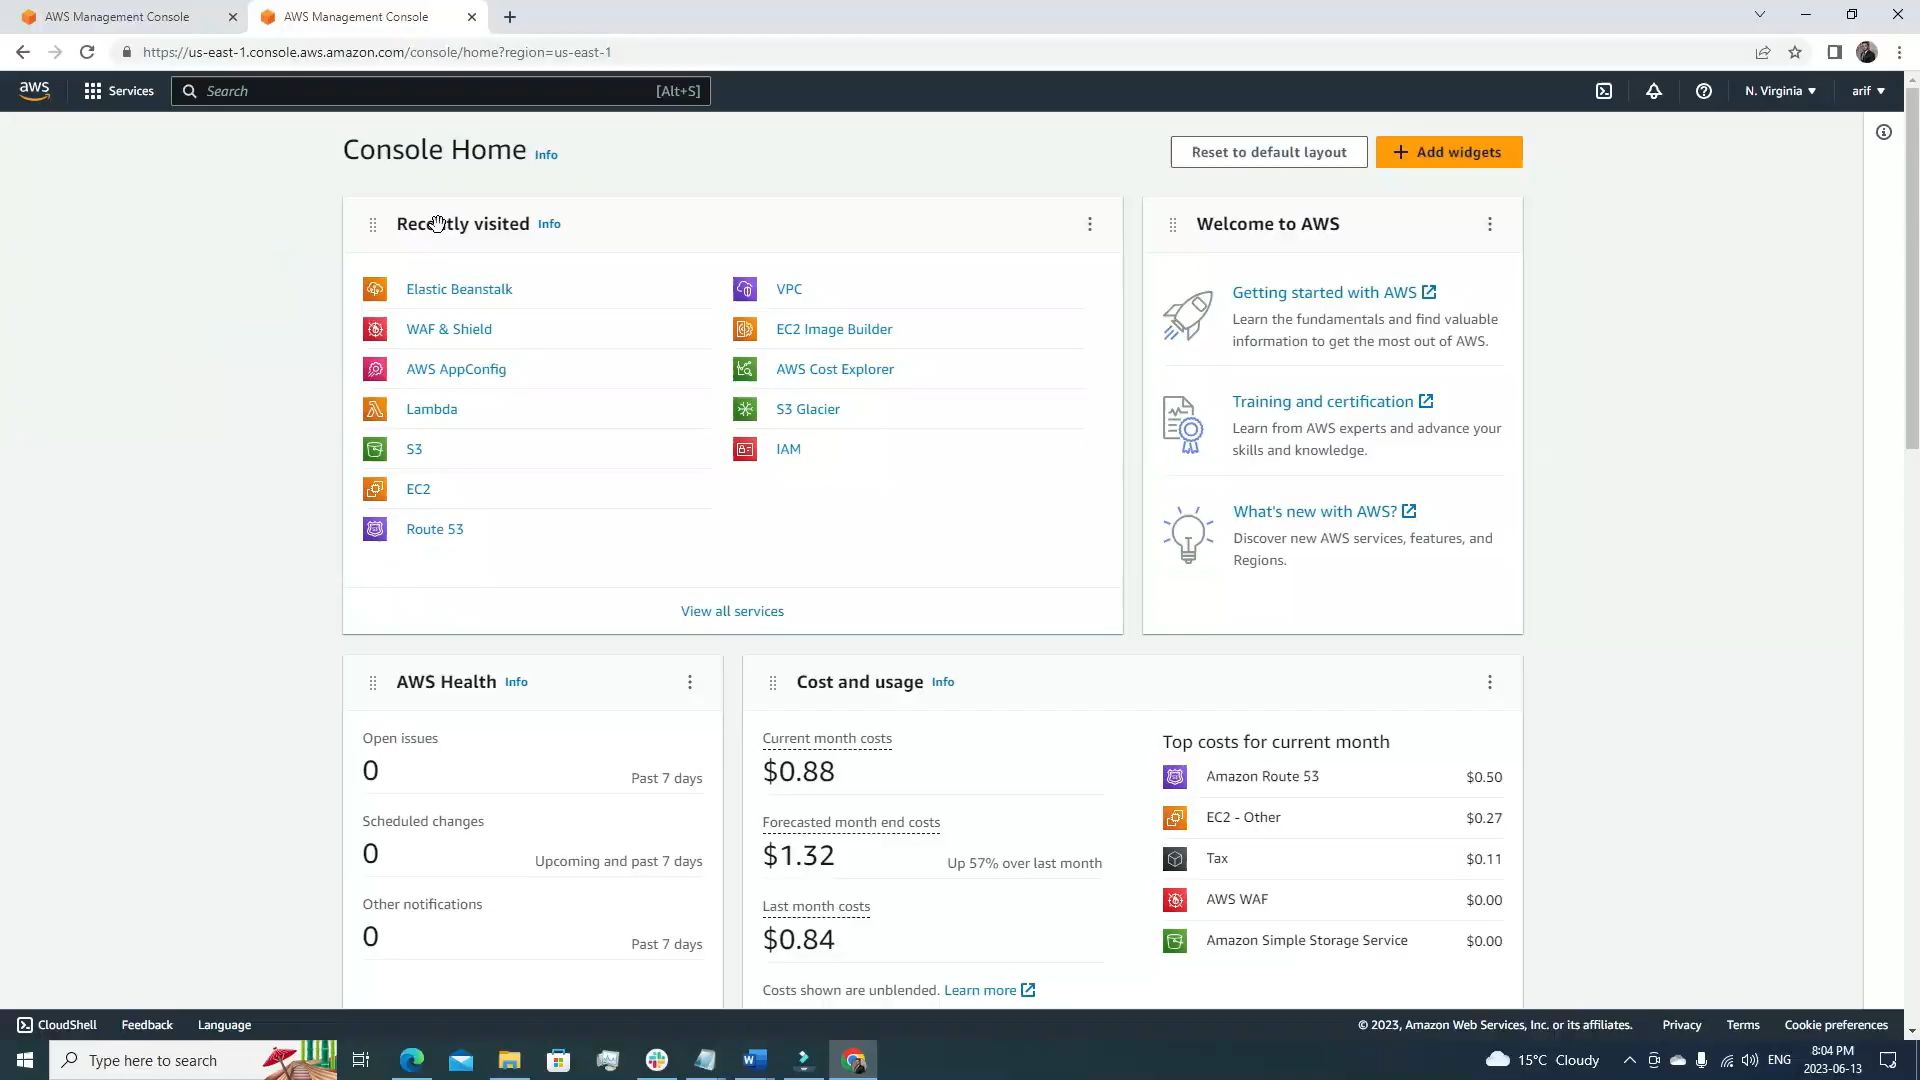 AWS Management Console
AWS Management Console
https://us-east-1.console.aws.amazon.com/console/home?region=us-east-1
aws
Services
Search
[Alt+S]
N. Virginia
arif
Console Home
Info
Reset to default layout
Add widgets
Recently visited
Info
Elastic Beanstalk
WAF & Shield
AWS AppConfig
Lambda
S3
EC2
Route 53
VPC
EC2 Image Builder
AWS Cost Explorer
S3 Glacier
IAM
View all services
Welcome to AWS
Getting started with AWS
Learn the fundamentals and find valuable
information to get the most out of AWS.
Training and certification
Learn from AWS experts and advance your
skills and knowledge.
What's new with AWS?
Discover new AWS services, features, and
Regions.
AWS Health
Info
Open issues
0
Past 7 days
Scheduled changes
0
Upcoming and past 7 days
Other notifications
0
Past 7 days
Cost and usage
Info
Current month costs
$0.88
Forecasted month end costs
$1.32
Up 57% over last month
Last month costs
$0.84
Costs shown are unblended. Learn more
Top costs for current month
Amazon Route 53 $0.50
EC2 - Other $0.27
Tax $0.11
AWS WAF $0.00
Amazon Simple Storage Service $0.00
CloudShell
Feedback
Language
© 2023, Amazon Web Services, Inc. or its affiliates.
Privacy
Terms
Cookie preferences
Type here to search
15°C Cloudy
ENG
8:04 PM
2023-06-13